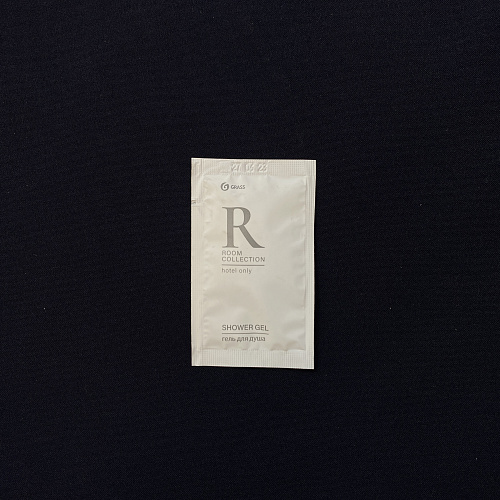 GRASS
R
ROOM
COLLECTION
hotel only
SHOWER GEL
гель для душа